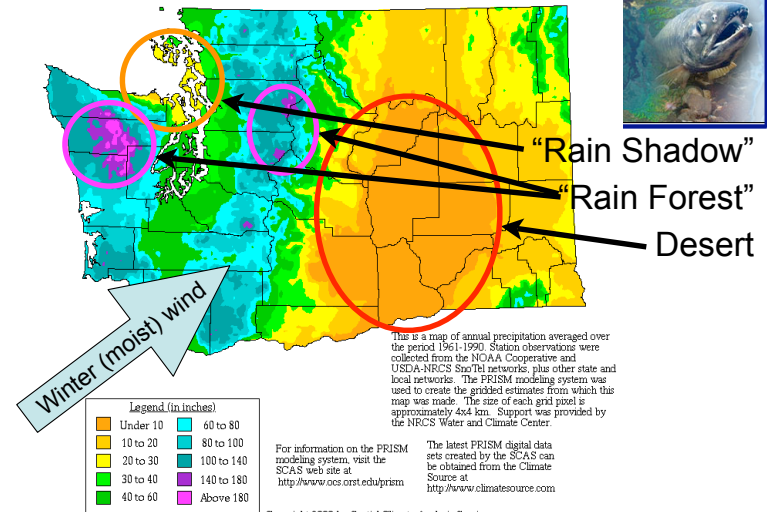 “Rain Shadow”
“Rain Forest”
Desert
Winter (moist) wind
This is a map of annual precipitation averaged over
the period 1961-1990. Station observations were
collected from the NOAA Cooperative and
USDA-NRCS SnoTel networks, plus other state and
local networks. The PRISM modeling system was
used to create the gridded estimates from which this
map was made. The size of each grid pixel is
approximately 4x4 km. Support was provided by
the NRCS Water and Climate Center.
Legend (in inches)
Under 10 60 to 80
10 to 20 80 to 100
20 to 30 100 to 140
30 to 40 140 to 180
40 to 60 Above 180
For information on the PRISM
modeling system, visit the
SCAS web site at
http://www.ocs.orst.edu/prism
The latest PRISM digital data
sets created by the SCAS can
be obtained from the Climate
Source at
http://www.climatesource.com